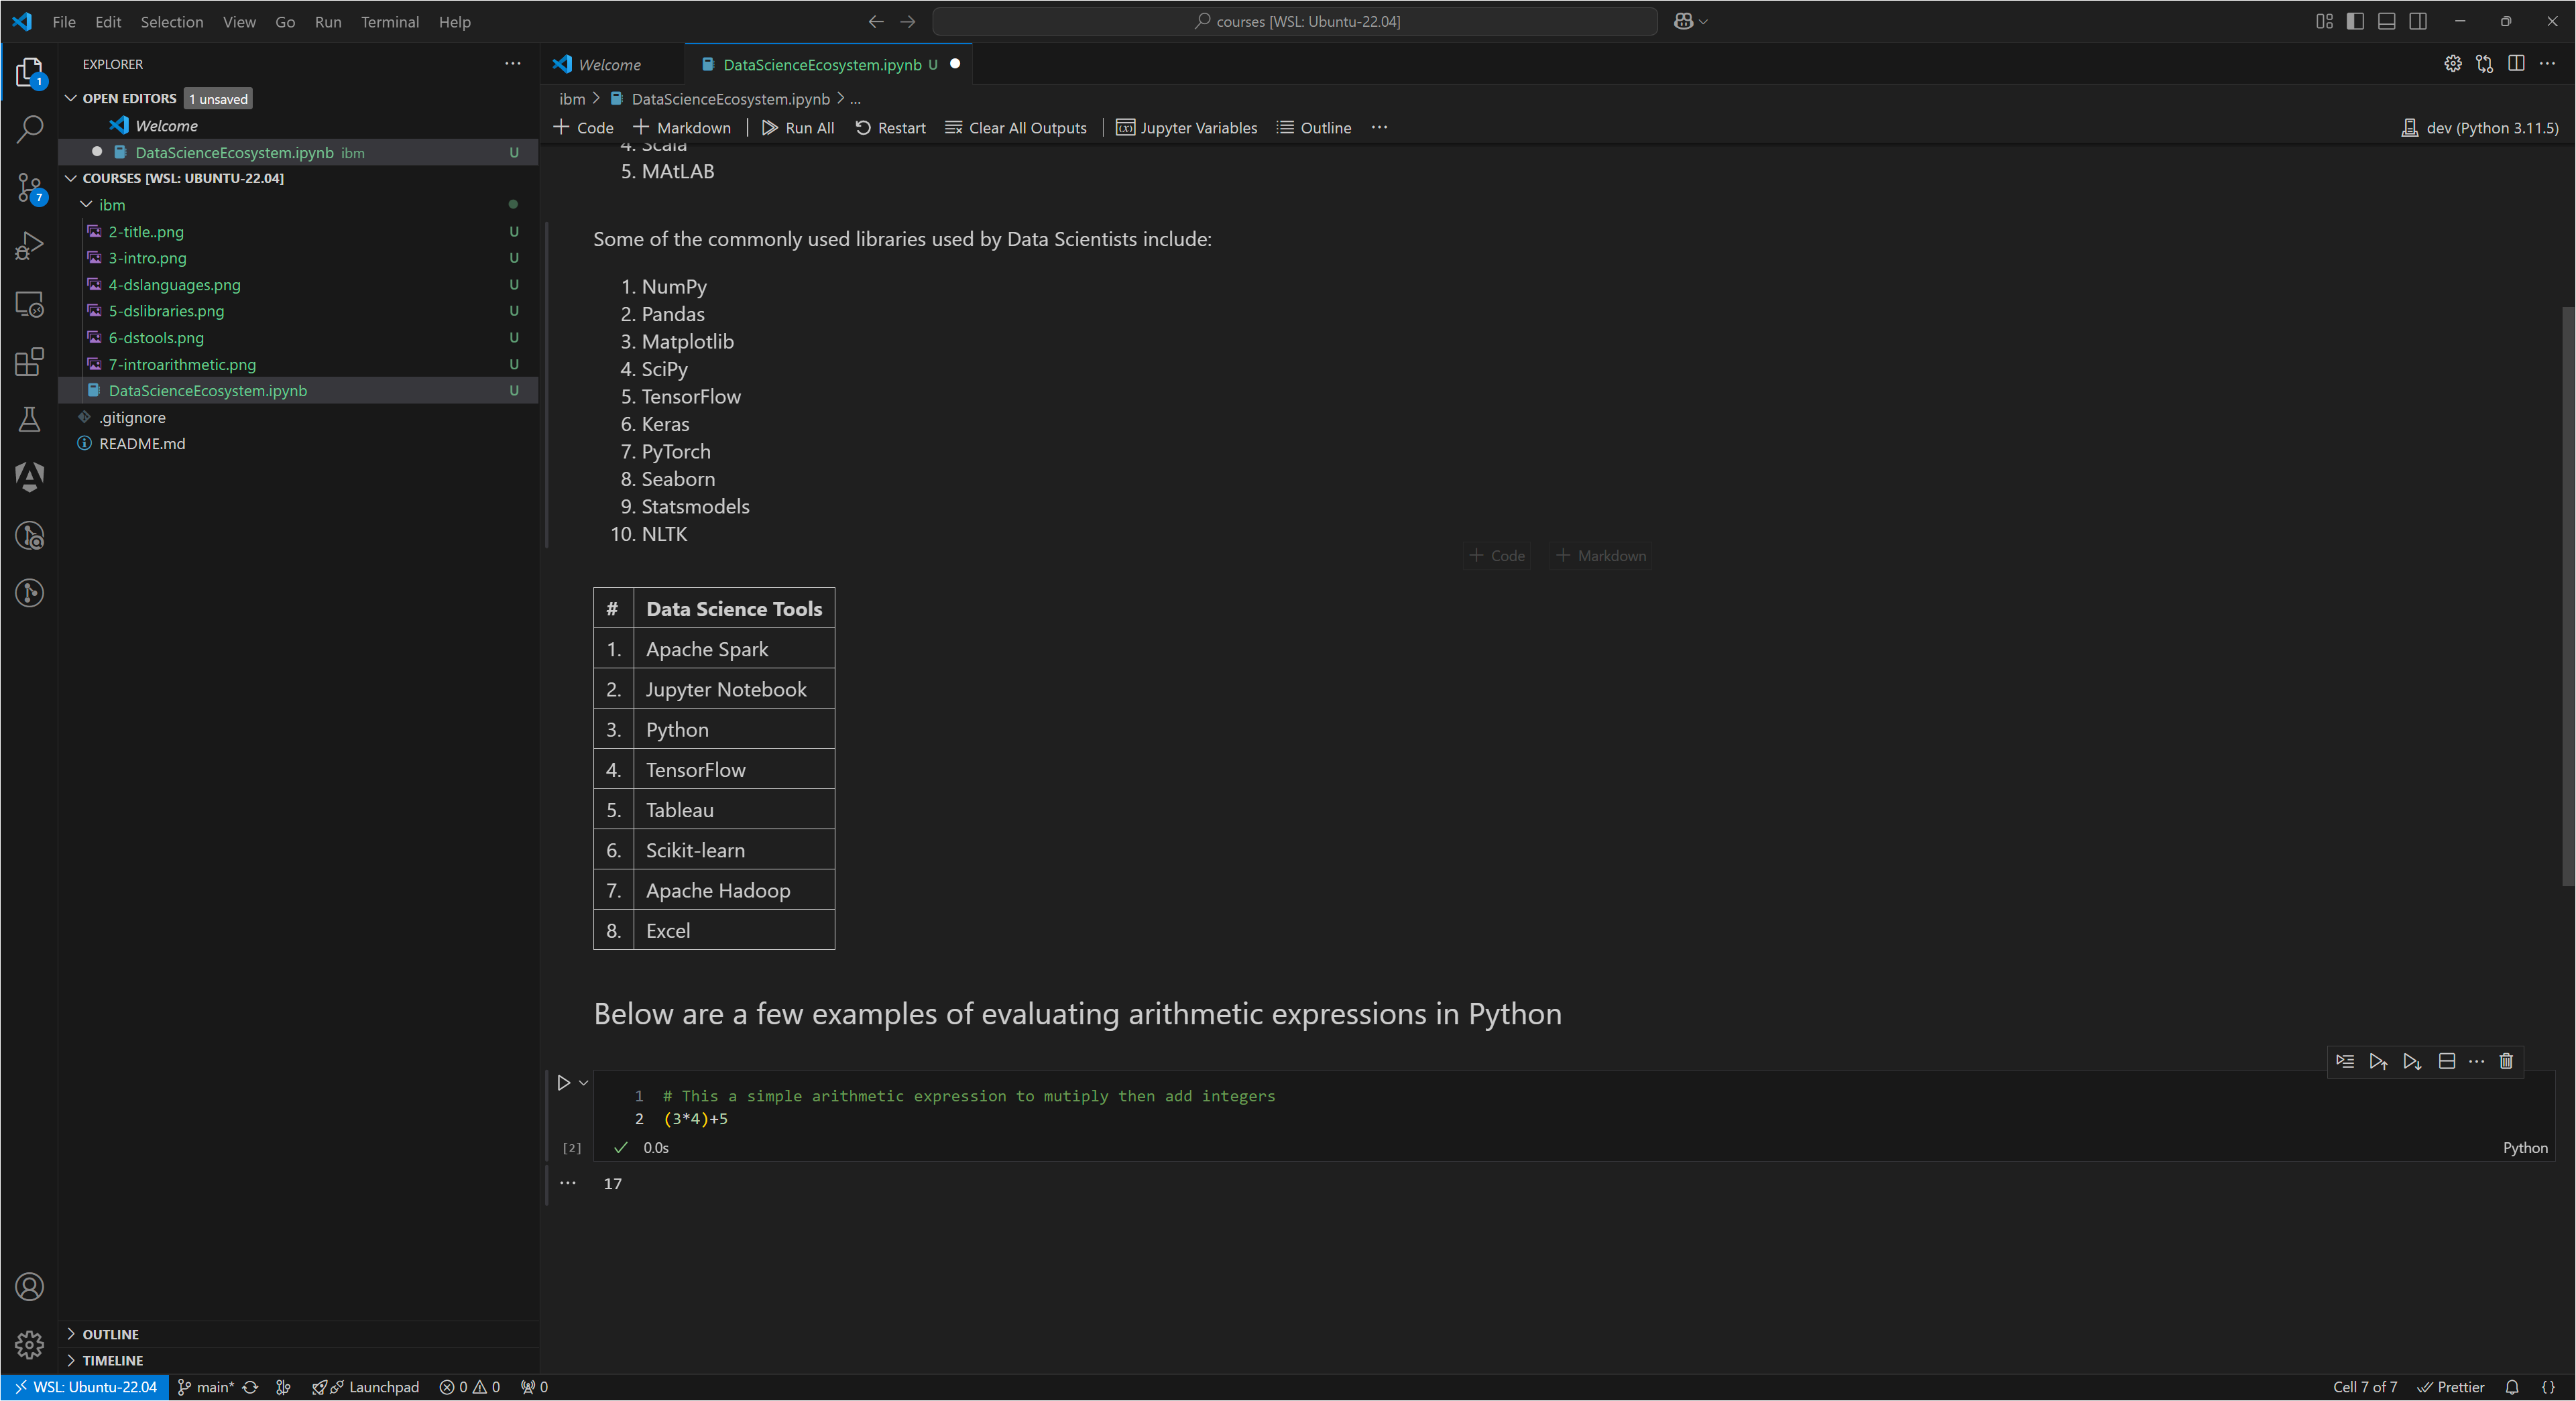 File Edit Selection View Go Run Terminal Help
courses [WSL: Ubuntu-22.04]
EXPLORER
OPEN EDITORS 1 unsaved
Welcome
DataScienceEcosystem.ipynb ibm U
COURSES [WSL: UBUNTU-22.04]
ibm
2-title..png U
3-intro.png U
4-dslanguages.png U
5-dslibraries.png U
6-dstools.png U
7-introarithmetic.png U
DataScienceEcosystem.ipynb U
.gitignore
README.md
OUTLINE
TIMELINE
1
7
Welcome DataScienceEcosystem.ipynb U
ibm > DataScienceEcosystem.ipynb > ...
Code Markdown Run All Restart Clear All Outputs Jupyter Variables Outline ... dev (Python 3.11.5)
4. Scala
5. MAtLAB
Some of the commonly used libraries used by Data Scientists include:
1. NumPy
2. Pandas
3. Matplotlib
4. SciPy
5. TensorFlow
6. Keras
7. PyTorch
8. Seaborn
9. Statsmodels
10. NLTK
Code Markdown
# Data Science Tools
1. Apache Spark
2. Jupyter Notebook
3. Python
4. TensorFlow
5. Tableau
6. Scikit-learn
7. Apache Hadoop
8. Excel
Below are a few examples of evaluating arithmetic expressions in Python
1 # This a simple arithmetic expression to mutiply then add integers
2 (3*4)+5
[2] 0.0s Python
17
WSL: Ubuntu-22.04 main* Launchpad 0 0 0 Cell 7 of 7 Prettier